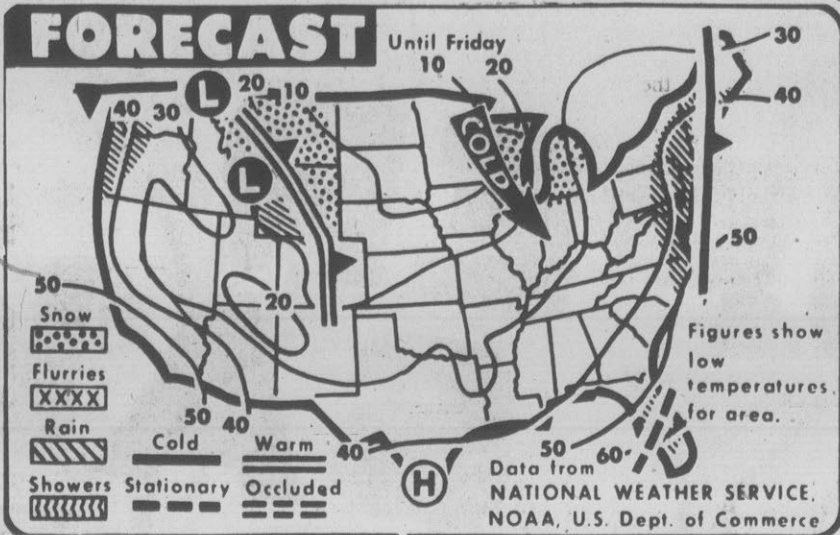 FORECAST
Until Friday
10 20
30
40
L
20 10
40 30
COLD
L
50
50
20
Snow
Flurries
XXXX
Rain
Showers
50 40
Cold
Warm
Stationary
Occluded
40
H
50
60
Figures show
low
temperatures
for area.
Data from
NATIONAL WEATHER SERVICE,
NOAA, U.S. Dept. of Commerce